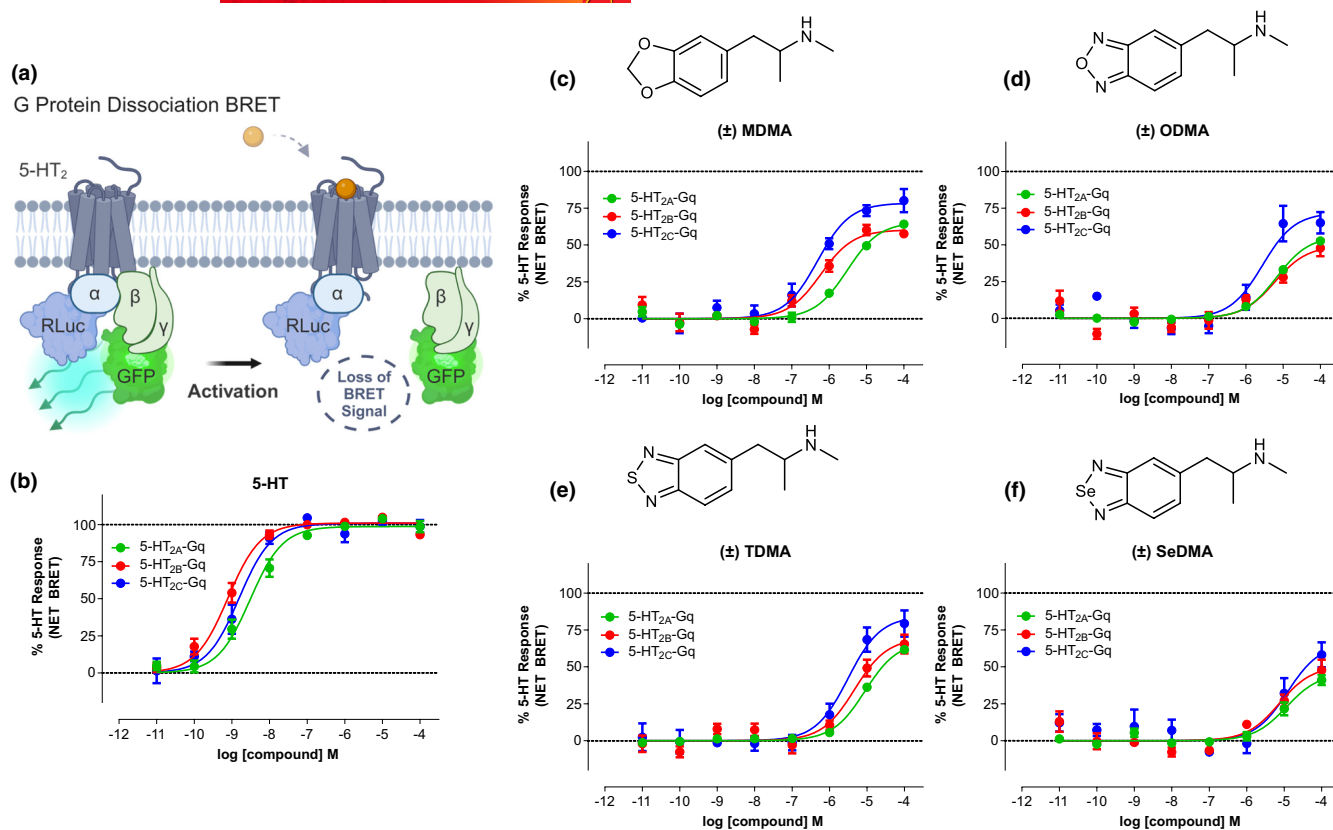 (a)
G Protein Dissociation BRET
5-HT2
α
β
γ
RLuc
GFP
Activation
α
β
γ
RLuc
GFP
Loss of
BRET
Signal
(b)
5-HT
% 5-HT Response
(NET BRET)
100
75
50
25
0
5-HT2A-Gq
5-HT2B-Gq
5-HT2C-Gq
-12 -11 -10 -9 -8 -7 -6 -5 -4
log [compound] M
(c)
O
O
H
N
(±) MDMA
% 5-HT Response
(NET BRET)
100
75
50
25
0
5-HT2A-Gq
5-HT2B-Gq
5-HT2C-Gq
-12 -11 -10 -9 -8 -7 -6 -5 -4
log [compound] M
(d)
N
O
N
H
N
(±) ODMA
% 5-HT Response
(NET BRET)
100
75
50
25
0
5-HT2A-Gq
5-HT2B-Gq
5-HT2C-Gq
-12 -11 -10 -9 -8 -7 -6 -5 -4
log [compound] M
(e)
N
S
N
H
N
(±) TDMA
% 5-HT Response
(NET BRET)
100
75
50
25
0
5-HT2A-Gq
5-HT2B-Gq
5-HT2C-Gq
-12 -11 -10 -9 -8 -7 -6 -5 -4
log [compound] M
(f)
N
Se
N
H
N
(±) SeDMA
% 5-HT Response
(NET BRET)
100
75
50
25
0
5-HT2A-Gq
5-HT2B-Gq
5-HT2C-Gq
-12 -11 -10 -9 -8 -7 -6 -5 -4
log [compound] M